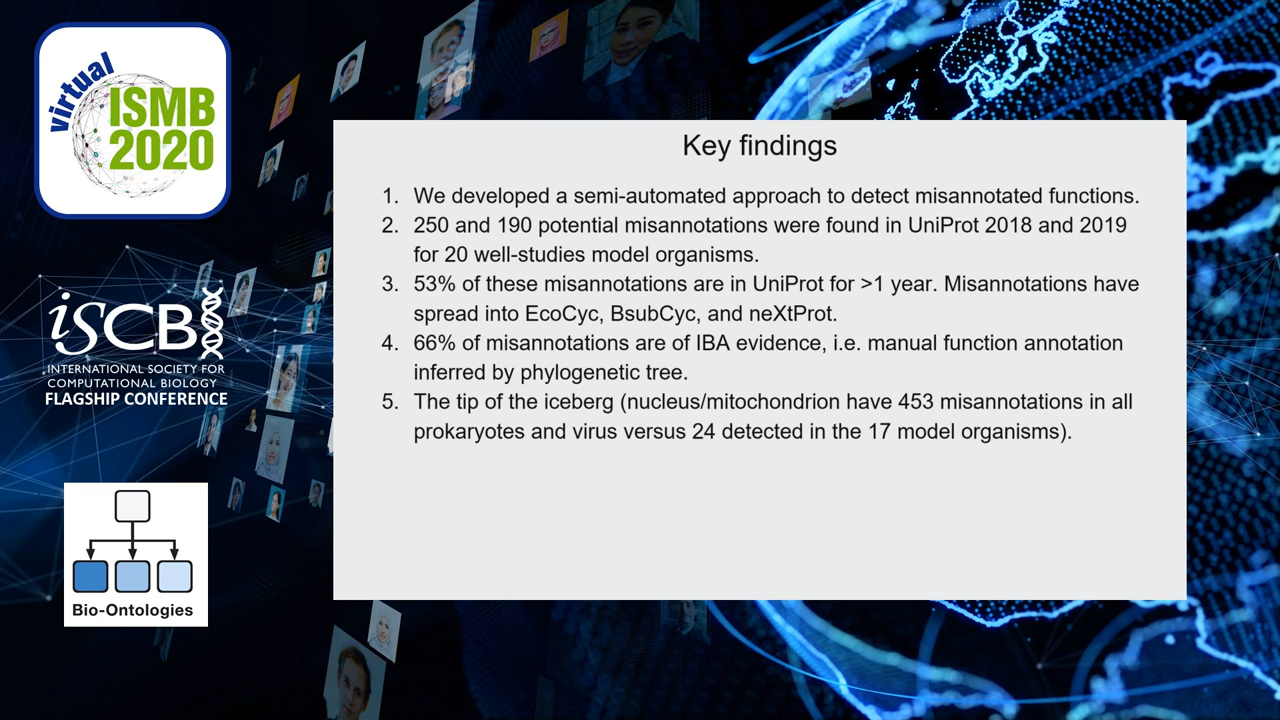 virtual
ISMB
2020
iSCB
INTERNATIONAL SOCIETY FOR
COMPUTATIONAL BIOLOGY
FLAGSHIP CONFERENCE
Bio-Ontologies
Key findings
1. We developed a semi-automated approach to detect misannotated functions.
2. 250 and 190 potential misannotations were found in UniProt 2018 and 2019
for 20 well-studies model organisms.
3. 53% of these misannotations are in UniProt for >1 year. Misannotations have
spread into EcoCyc, BsubCyc, and neXtProt.
4. 66% of misannotations are of IBA evidence, i.e. manual function annotation
inferred by phylogenetic tree.
5. The tip of the iceberg (nucleus/mitochondrion have 453 misannotations in all
prokaryotes and virus versus 24 detected in the 17 model organisms).